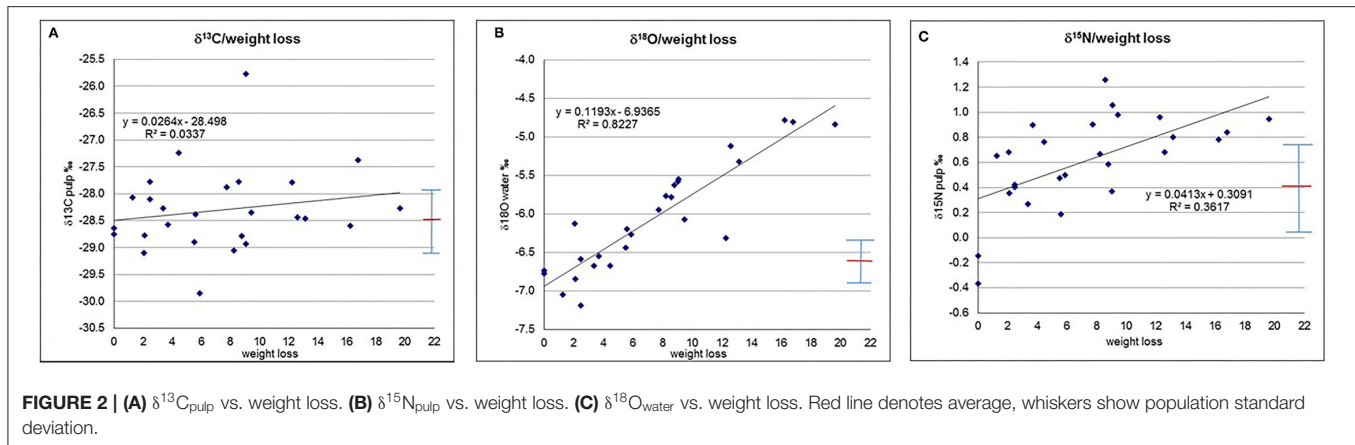 A
δ¹³C/weight loss
-25.5
-26.0
-26.5
-27.0
-27.5
-28.0
-28.5
-29.0
-29.5
-30.0
-30.5
δ13C pulp ‰
y = 0.0264x - 28.498
R² = 0.0337
0 2 4 6 8 10 12 14 16 18 20 22
weight loss
B
δ¹⁸O/weight loss
-4.0
-4.5
-5.0
-5.5
-6.0
-6.5
-7.0
-7.5
δ18O water ‰
y = 0.1193x - 6.9365
R² = 0.8227
0 2 4 6 8 10 12 14 16 18 20 22
weight loss
C
δ¹⁵N/weight loss
1.4
1.2
1.0
0.8
0.6
0.4
0.2
0.0
-0.2
-0.4
-0.6
δ15N pulp ‰
y = 0.0413x + 0.3091
R² = 0.3617
0 2 4 6 8 10 12 14 16 18 20 22
weight loss
FIGURE 2 | (A) δ¹³Cpulp vs. weight loss. (B) δ¹⁵Npulp vs. weight loss. (C) δ¹⁸Owater vs. weight loss. Red line denotes average, whiskers show population standard
deviation.